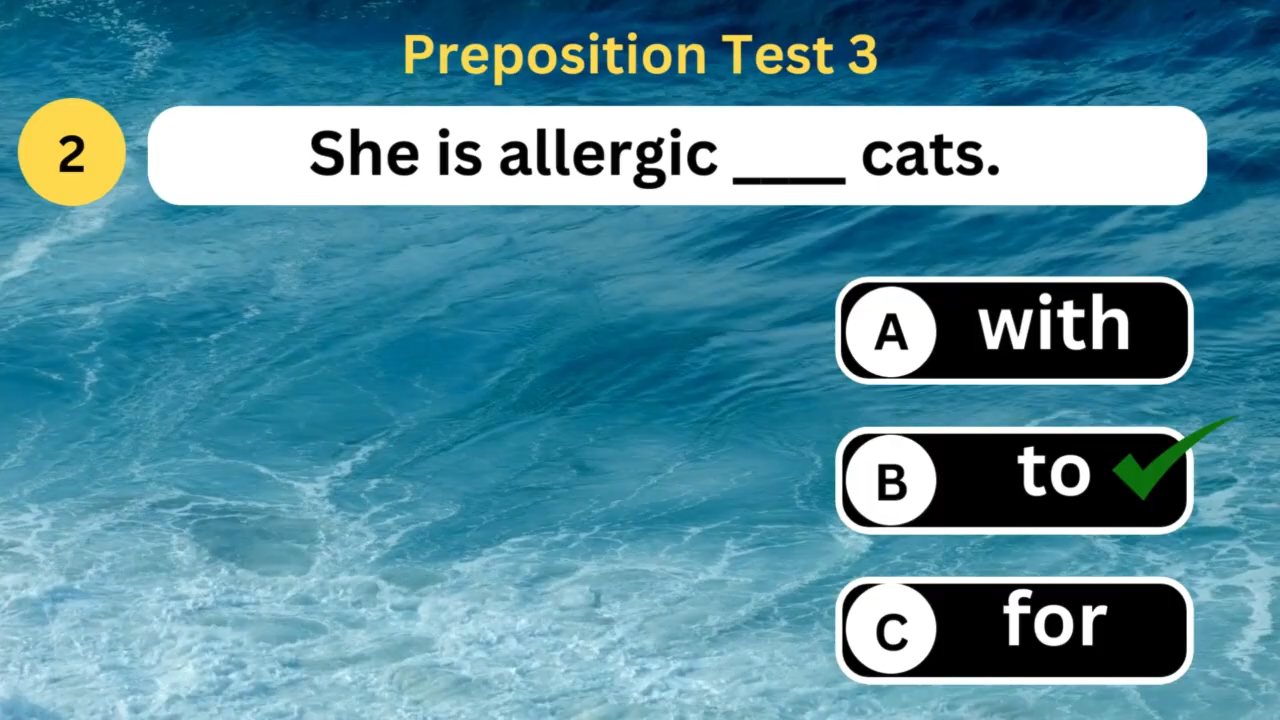 Preposition Test 3
2
She is allergic ____ cats.
A with
B to
C for